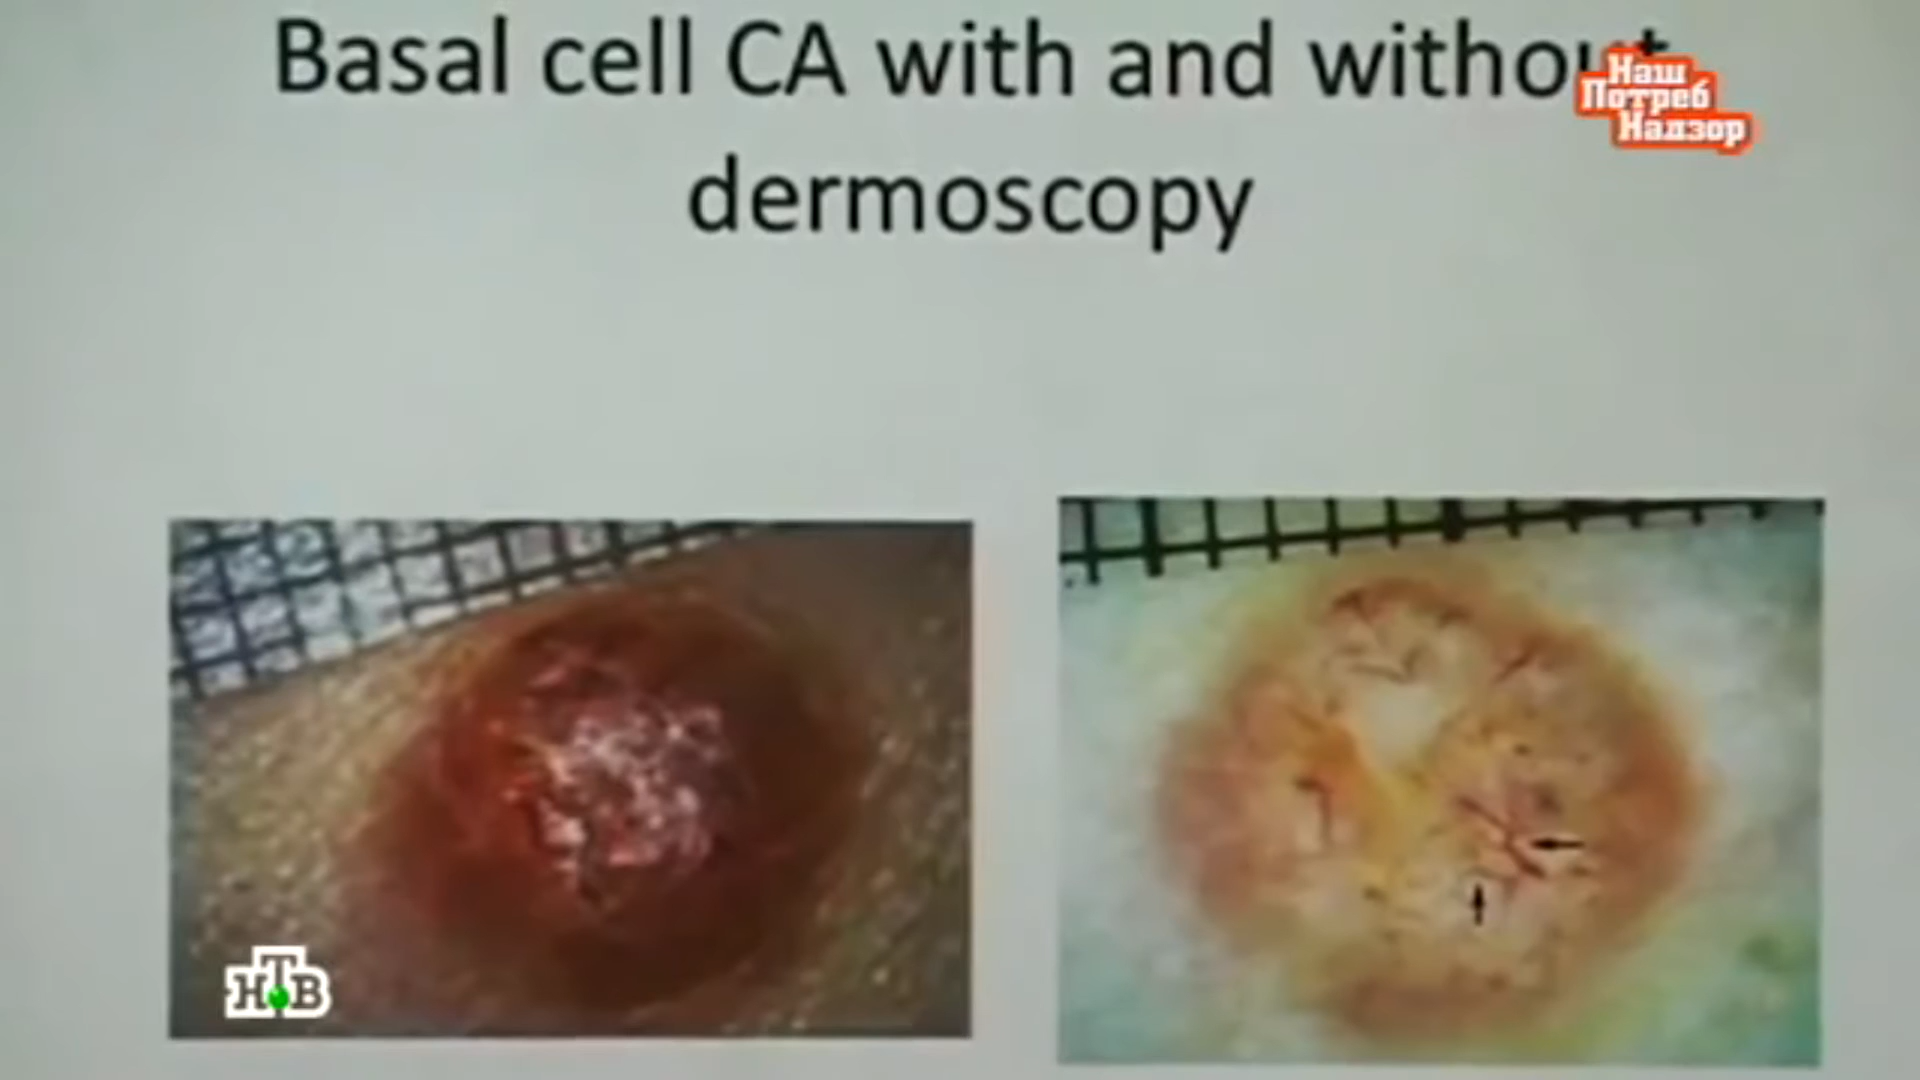 Basal cell CA with and without
dermoscopy
Наш
Потреб
Надзор
НТВ